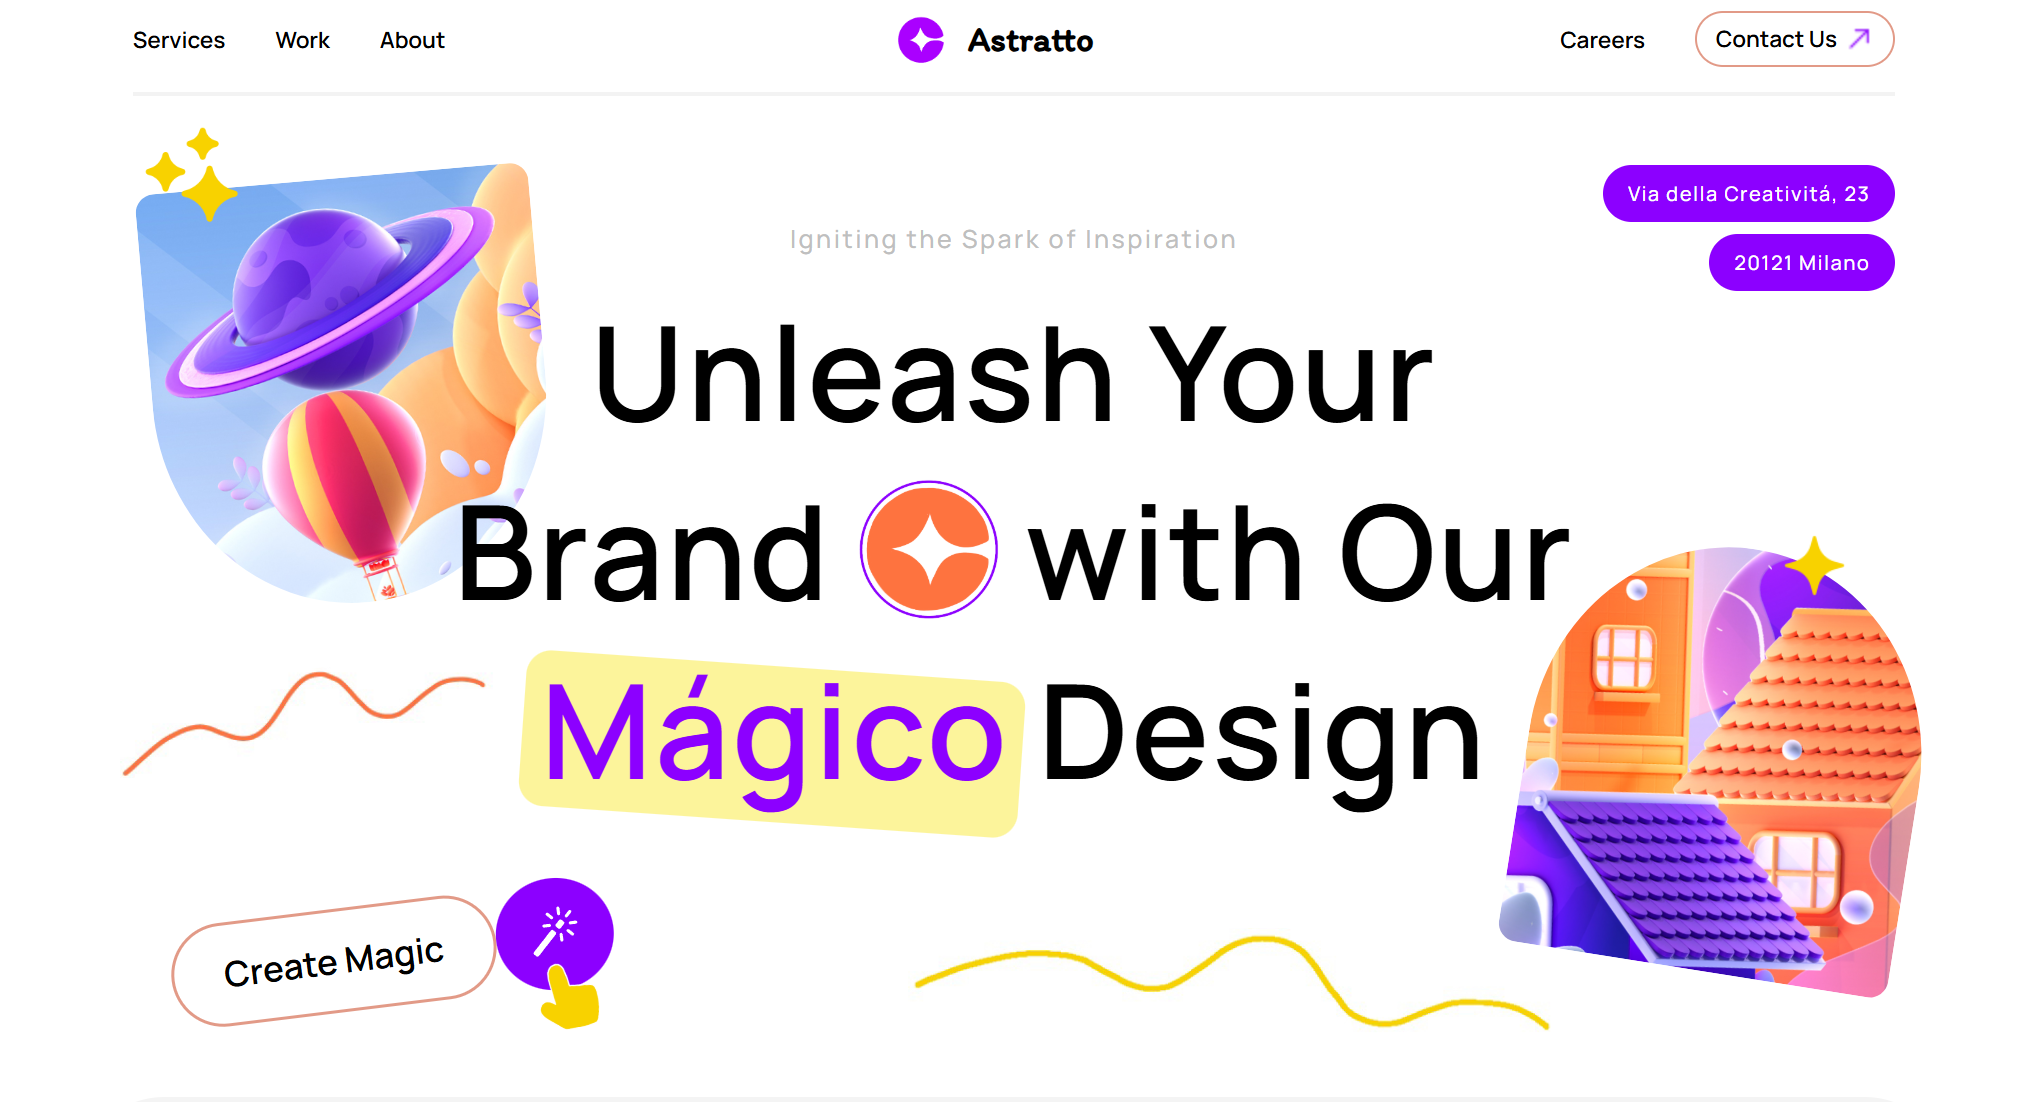 Services
Work
About
Astratto
Careers
Contact Us
Via della Creativitá, 23
20121 Milano
Igniting the Spark of Inspiration
Unleash Your
Brand with Our
Mágico Design
Create Magic